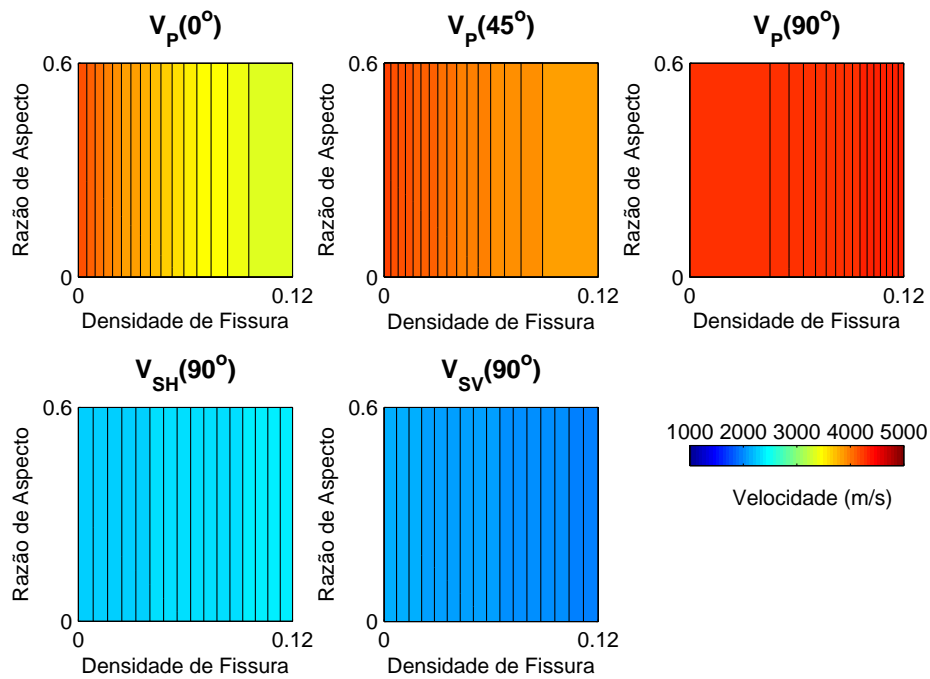 V_P(0°)
V_P(45°)
V_P(90°)
0.6
0.6
0.6
Razão de Aspecto
Razão de Aspecto
Razão de Aspecto
0
0
0
0
0.12
0
0.12
0
0.12
Densidade de Fissura
Densidade de Fissura
Densidade de Fissura
V_SH(90°)
V_SV(90°)
0.6
0.6
Razão de Aspecto
Razão de Aspecto
0
0
0
0.12
0
0.12
Densidade de Fissura
Densidade de Fissura
1000 2000 3000 4000 5000
Velocidade (m/s)